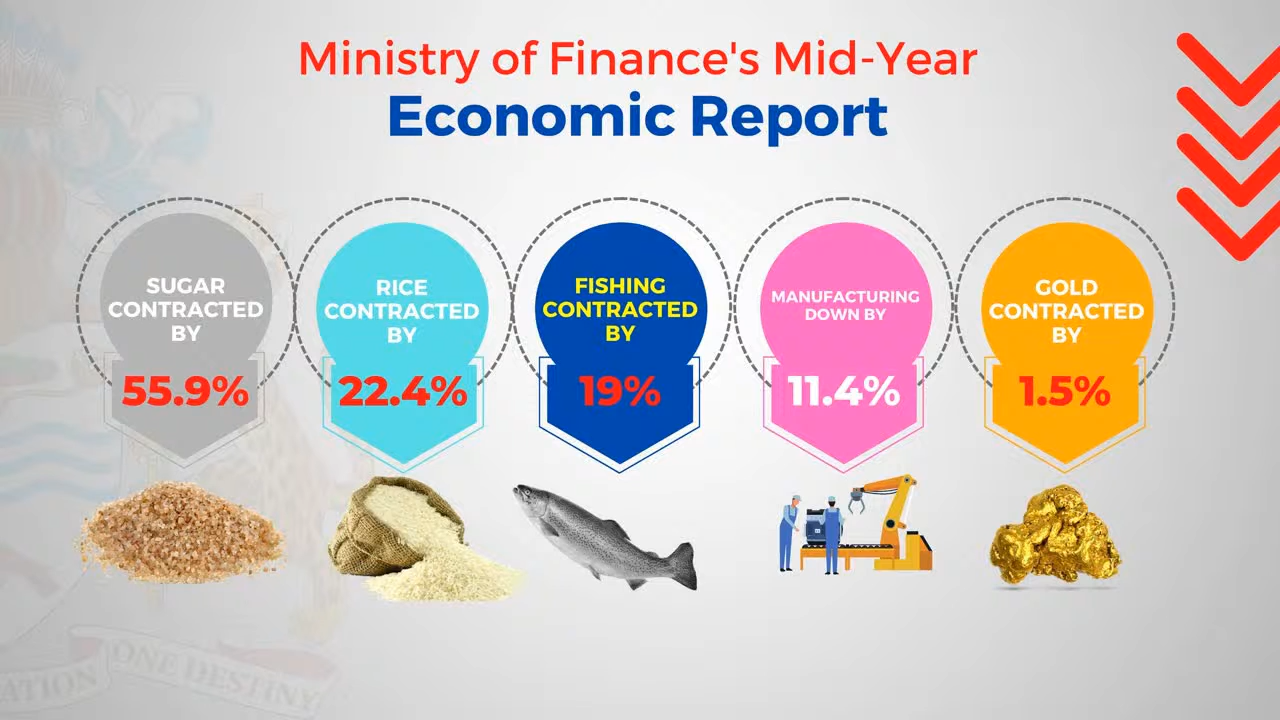 Ministry of Finance's Mid-Year
Economic Report
SUGAR
CONTRACTED
BY
55.9%
RICE
CONTRACTED
BY
22.4%
FISHING
CONTRACTED
BY
19%
MANUFACTURING
DOWN BY
11.4%
GOLD
CONTRACTED
BY
1.5%
ATION ONE DESTINY